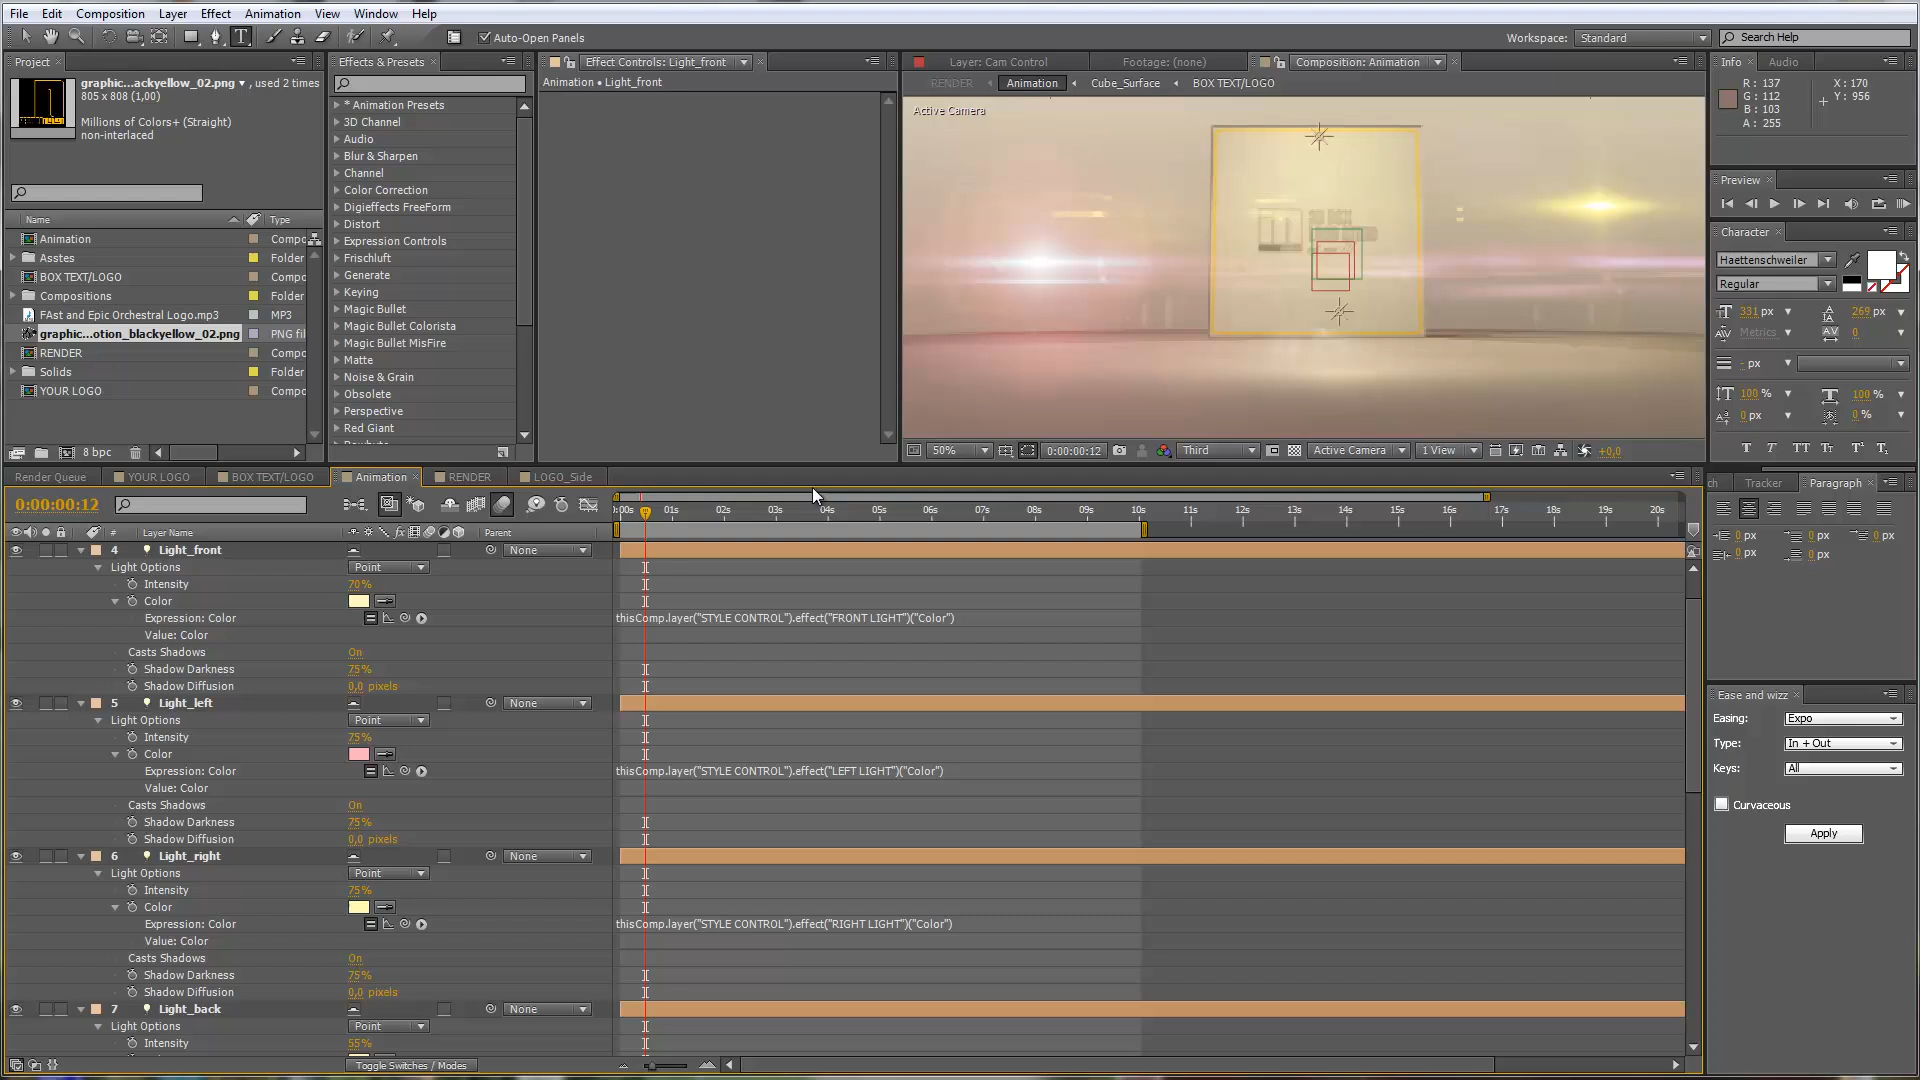 File Edit Composition Layer Effect Animation View Window Help
Auto-Open Panels
Workspace: Standard
Search Help
Project
graphic...ackyellow_02.png , used 2 times
805 x 808 (1,00)
Millions of Colors+ (Straight)
non-interlaced
Name Type
Animation Compo
Asstes Folder
BOX TEXT/LOGO Compo
Compositions Folder
FAst and Epic Orchestral Logo.mp3 MP3
graphic...otion_blackyellow_02.png PNG fil
RENDER Compo
Solids Folder
YOUR LOGO Compo
8 bpc
Effects & Presets
* Animation Presets
3D Channel
Audio
Blur & Sharpen
Channel
Color Correction
Digieffects FreeForm
Distort
Expression Controls
Frischluft
Generate
Keying
Magic Bullet
Magic Bullet Colorista
Magic Bullet MisFire
Matte
Noise & Grain
Obsolete
Perspective
Red Giant
Effect Controls: Light_front
Animation • Light_front
Layer: Cam Control
Footage: (none)
Composition: Animation
RENDER Animation Cube_Surface BOX TEXT/LOGO
Active Camera
50% 0:00:00:12 Third Active Camera 1 View +0,0
Info Audio
R: 137 X: 170
G: 112 Y: 956
B: 103
A: 255
Preview
Character
Haettenschweiler
Regular
331 px 269 px
Metrics 0
- px
100 % 100 %
0 px 0 %
T T TT Tt T¹ T₁
ch Tracker Paragraph
0 px 0 px 0 px
0 px 0 px
Ease and wizz
Easing: Expo
Type: In + Out
Keys: All
Curvaceous
Apply
Render Queue YOUR LOGO BOX TEXT/LOGO Animation RENDER LOGO_Side
0:00:00:12
):00s 01s 02s 03s 04s 05s 06s 07s 08s 09s 10s 11s 12s 13s 14s 15s 16s 17s 18s 19s 20s
# Layer Name fx Parent
4 Light_front None
Light Options Point
Intensity 70%
Color
Expression: Color thisComp.layer("STYLE CONTROL").effect("FRONT LIGHT")("Color")
Value: Color
Casts Shadows On
Shadow Darkness 75%
Shadow Diffusion 0,0 pixels
5 Light_left None
Light Options Point
Intensity 75%
Color
Expression: Color thisComp.layer("STYLE CONTROL").effect("LEFT LIGHT")("Color")
Value: Color
Casts Shadows On
Shadow Darkness 75%
Shadow Diffusion 0,0 pixels
6 Light_right None
Light Options Point
Intensity 75%
Color
Expression: Color thisComp.layer("STYLE CONTROL").effect("RIGHT LIGHT")("Color")
Value: Color
Casts Shadows On
Shadow Darkness 75%
Shadow Diffusion 0,0 pixels
7 Light_back None
Light Options Point
Intensity 55%
Toggle Switches / Modes